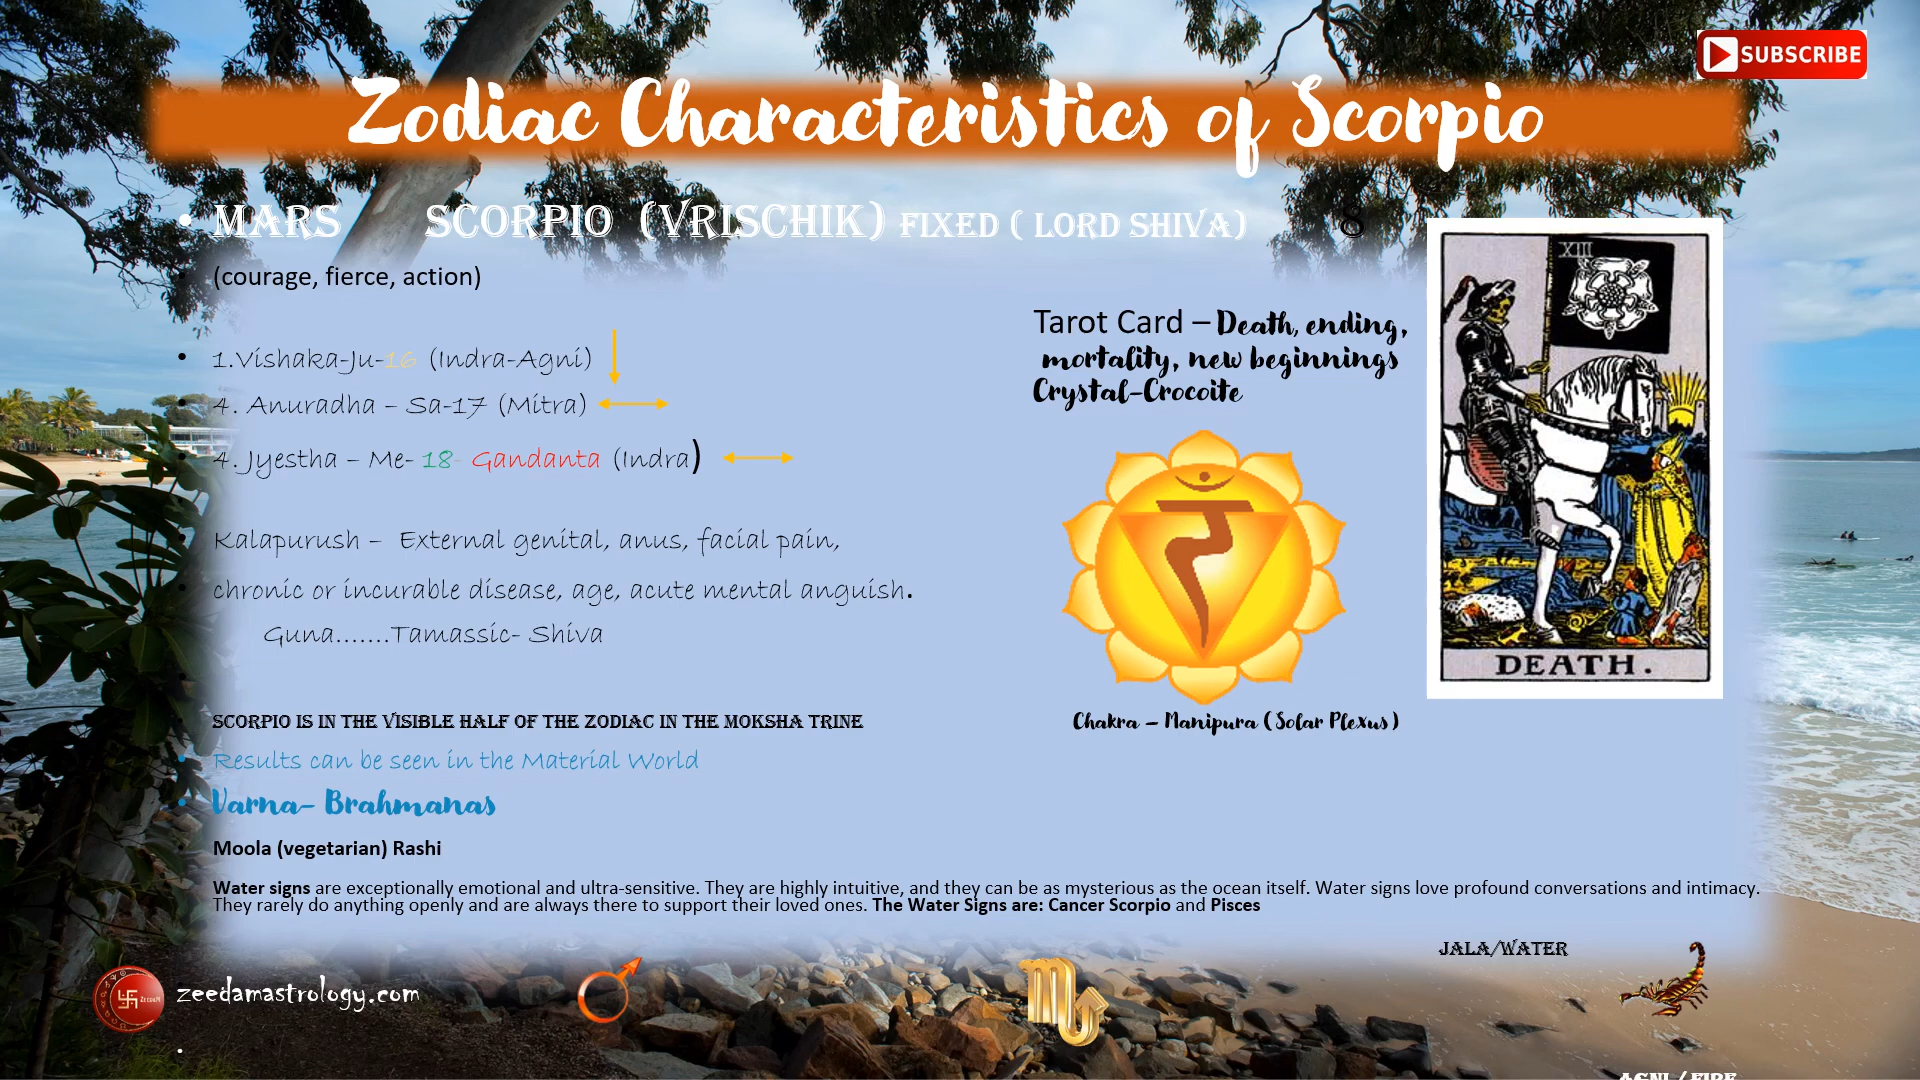 SUBSCRIBE
Zodiac Characteristics of Scorpio
• MARS SCORPIO (VRISCHIK) FIXED ( LORD SHIVA) 8
(courage, fierce, action)
XIII
Tarot Card – Death, ending,
mortality, new beginnings
Crystal-Crocoite
• 1.Vishaka-Ju-16 (Indra-Agni)
• 4. Anuradha – Sa-17 (Mitra)
• 4. Jyestha – Me- 18- Gandanta (Indra)
• Kalapurush – External genital, anus, facial pain,
• chronic or incurable disease, age, acute mental anguish.
Guna.......Tamassic- Shiva
DEATH.
SCORPIO IS IN THE VISIBLE HALF OF THE ZODIAC IN THE MOKSHA TRINE
Chakra – Manipura (Solar Plexus)
• Results can be seen in the Material World
• Varna- Brahmanas
Moola (vegetarian) Rashi
Water signs are exceptionally emotional and ultra-sensitive. They are highly intuitive, and they can be as mysterious as the ocean itself. Water signs love profound conversations and intimacy.
They rarely do anything openly and are always there to support their loved ones. The Water Signs are: Cancer Scorpio and Pisces
JALA/WATER
zeedamastrology.com
.
AGNI/FIRE